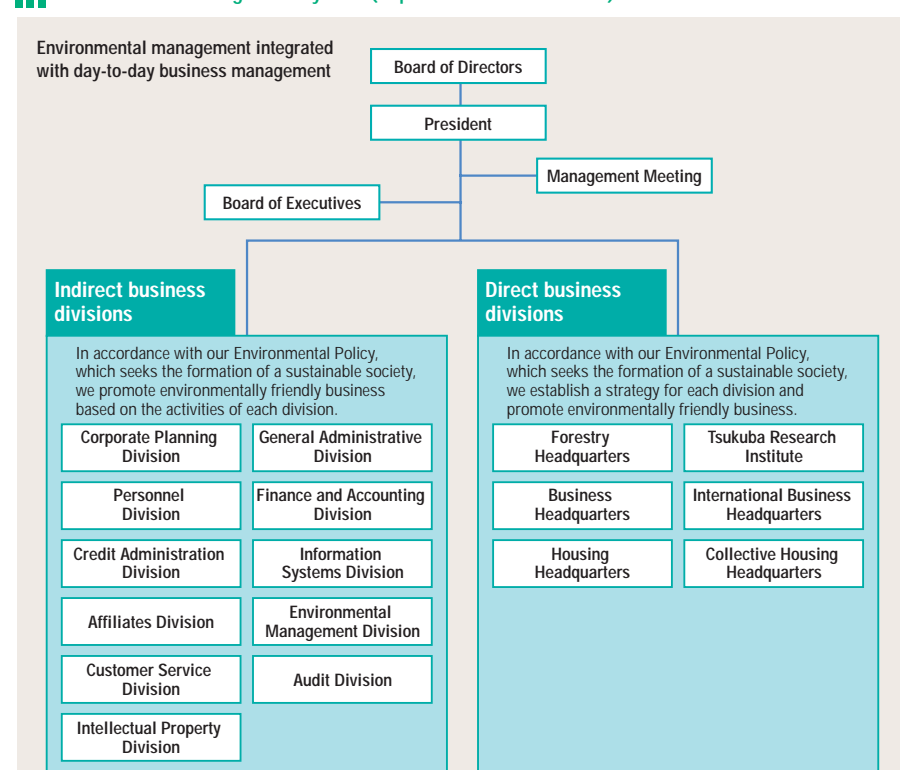 Environmental management integrated
with day-to-day business management
Board of Directors
President
Management Meeting
Board of Executives
Indirect business
divisions
In accordance with our Environmental Policy,
which seeks the formation of a sustainable society,
we promote environmentally friendly business
based on the activities of each division.
Corporate Planning
Division
General Administrative
Division
Personnel
Division
Finance and Accounting
Division
Credit Administration
Division
Information
Systems Division
Affiliates Division
Environmental
Management Division
Customer Service
Division
Audit Division
Intellectual Property
Division
Direct business
divisions
In accordance with our Environmental Policy,
which seeks the formation of a sustainable society,
we establish a strategy for each division and
promote environmentally friendly business.
Forestry
Headquarters
Tsukuba Research
Institute
Business
Headquarters
International Business
Headquarters
Housing
Headquarters
Collective Housing
Headquarters